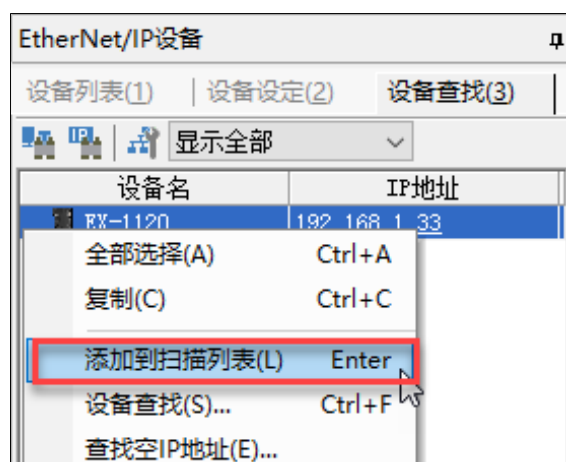 EtherNet/IP设备
设备列表(1) 设备设定(2) 设备查找(3)
IP 显示全部
设备名 IP地址
EX-1120 192.168.1.33
全部选择(A) Ctrl+A
复制(C) Ctrl+C
添加到扫描列表(L) Enter
设备查找(S)... Ctrl+F
查找空IP地址(E)...